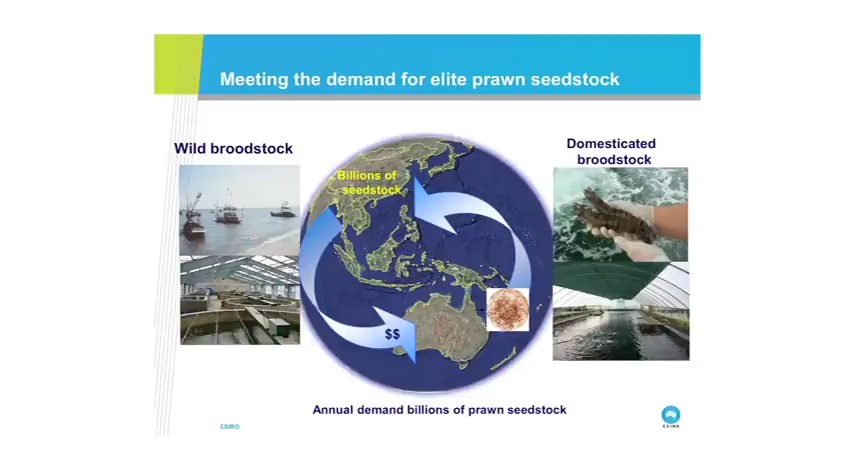 Meeting the demand for elite prawn seedstock
Wild broodstock
Domesticated
broodstock
Billions of
seedstock
$$
Annual demand billions of prawn seedstock
CSIRO
CSIRO